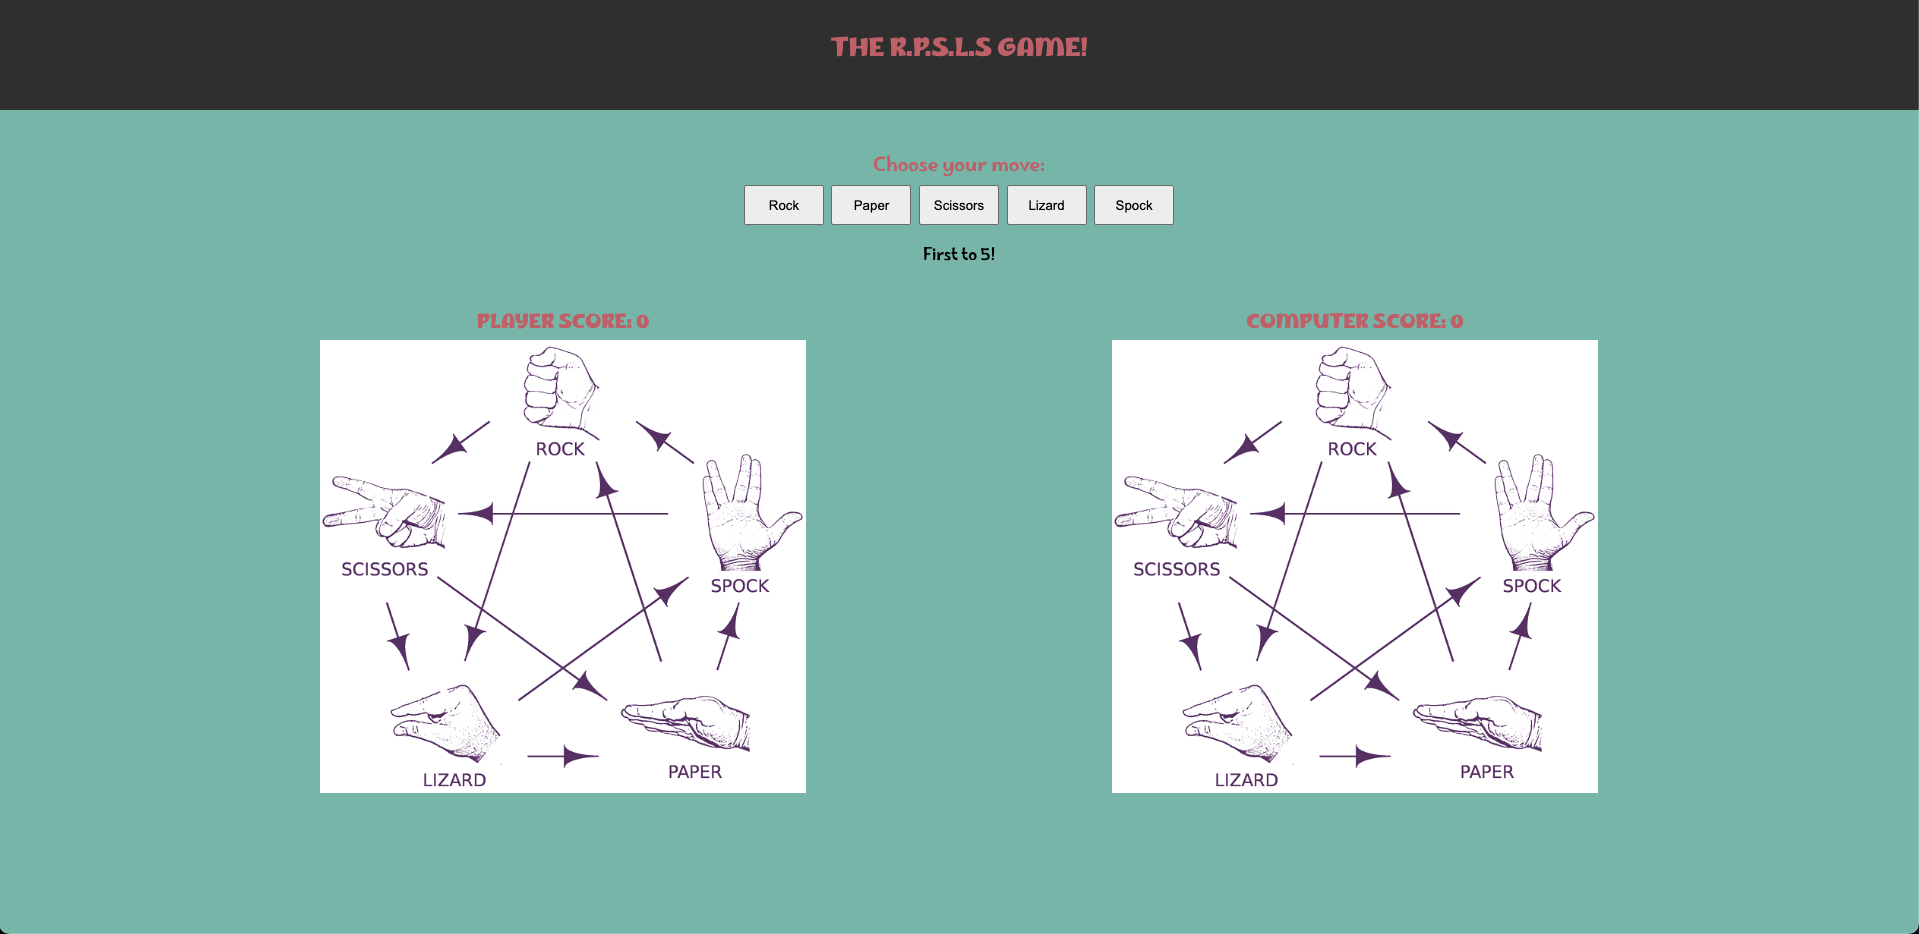 THE R.P.S.L.S GAME!
Choose your move:
Rock Paper Scissors Lizard Spock
First to 5!
PLAYER SCORE: 0
ROCK
SCISSORS
SPOCK
LIZARD
PAPER
COMPUTER SCORE: 0
ROCK
SCISSORS
SPOCK
LIZARD
PAPER